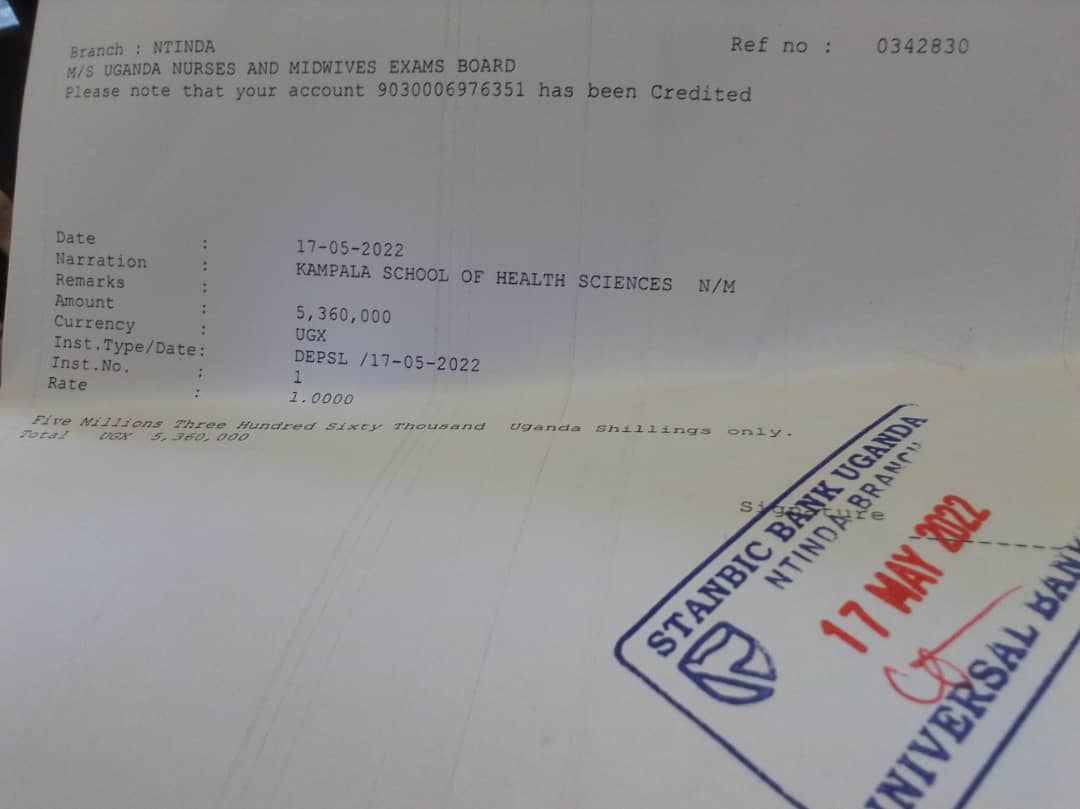 Branch : NTINDA
Ref no : 0342830
M/S UGANDA NURSES AND MIDWIVES EXAMS BOARD
Please note that your account 9030006976351 has been Credited
Date : 17-05-2022
Narration : KAMPALA SCHOOL OF HEALTH SCIENCES N/M
Remarks :
Amount : 5,360,000
Currency : UGX
Inst.Type/Date: DEPSL /17-05-2022
Inst.No. : 1
Rate : 1.0000
Five Millions Three Hundred Sixty Thousand Uganda Shillings only.
Total UGX 5,360,000
Signature
STANBIC BANK UGANDA
NTINDA BRANCH
17 MAY 2022
UNIVERSAL BANK